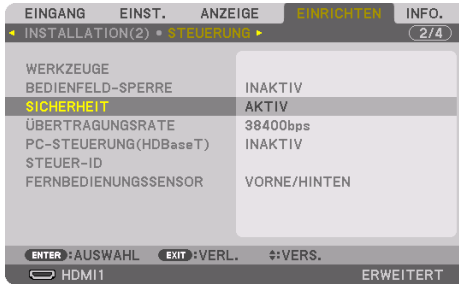 EINGANG EINST. ANZEIGE EINRICHTEN INFO.
◄ INSTALLATION(2) • STEUERUNG ► 2/4
WERKZEUGE
BEDIENFELD-SPERRE INAKTIV
SICHERHEIT AKTIV
ÜBERTRAGUNGSRATE 38400bps
PC-STEUERUNG(HDBaseT) INAKTIV
STEUER-ID
FERNBEDIENUNGSSENSOR VORNE/HINTEN
ENTER:AUSWAHL EXIT:VERL. ♦:VERS.
HDMI1 ERWEITERT